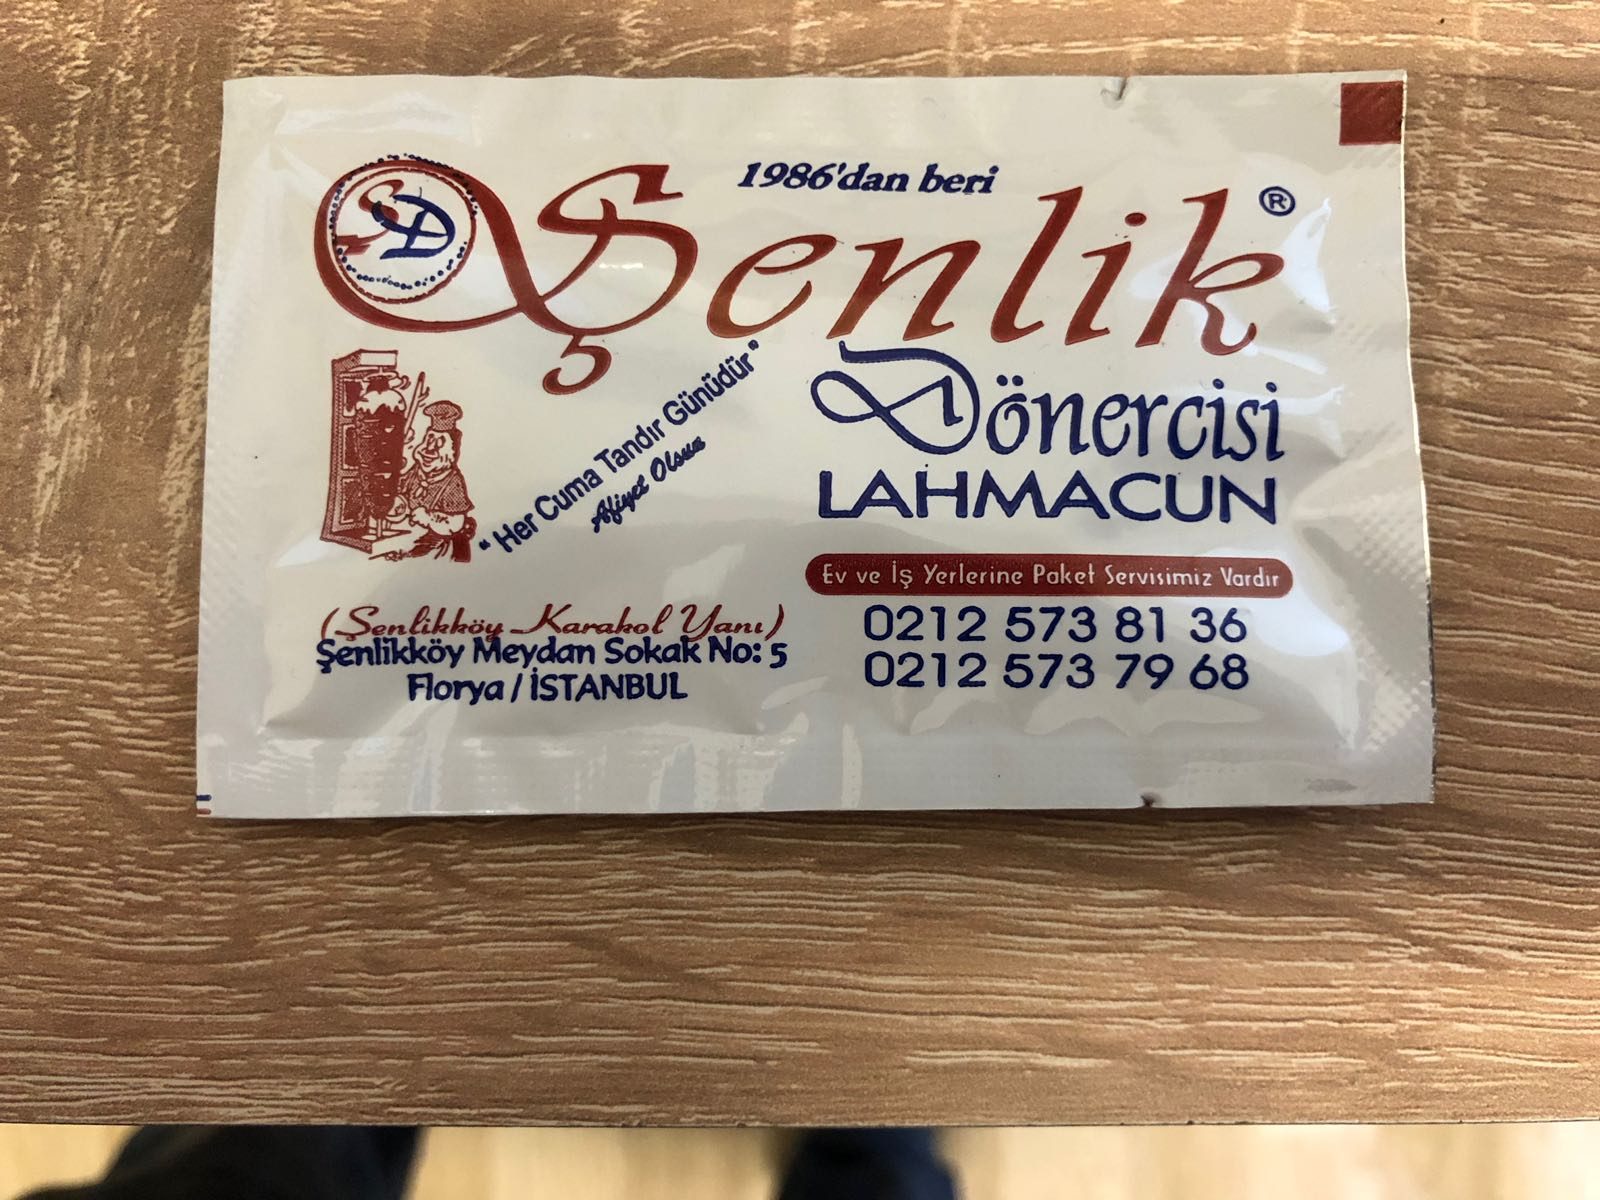 1986'dan beri
SD
Şenlik ®
Dönercisi
LAHMACUN
"Her Cuma Tandır Günüdür"
Afiyet Olsun
Ev ve İş Yerlerine Paket Servisimiz Vardır
(Şenlikköy Karakol Yanı)
Şenlikköy Meydan Sokak No: 5
Florya / İSTANBUL
0212 573 81 36
0212 573 79 68